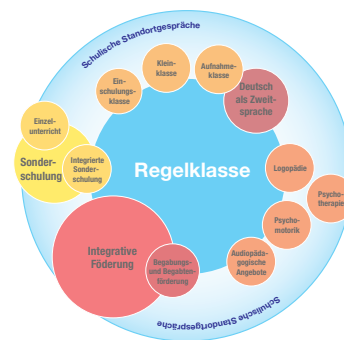 Schulische Standortgespräche
Klein-
klasse
Aufnahme-
klasse
Ein-
schulungs-
klasse
Deutsch
als Zweit-
sprache
Einzel-
unterricht
Sonder-
schulung
Integrierte
Sonder-
schulung
Regelklasse
Logopädie
Psycho-
therapie
Psycho-
motorik
Integrative
Föderung
Begabungs-
und Begabten-
förderung
Audiopäda-
gogische
Angebote
Schulische Standortgespräche